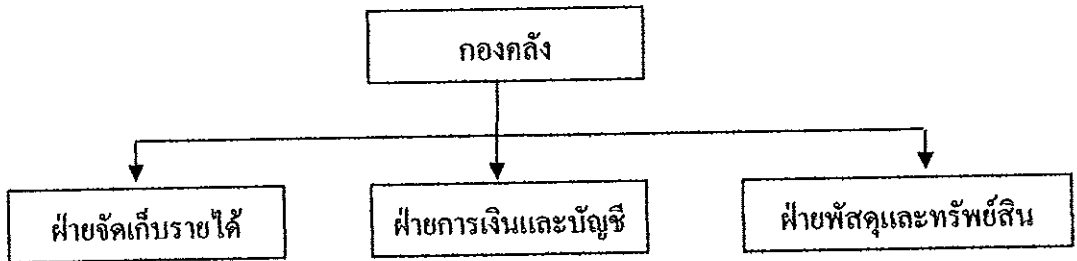 กองคลัง
ฝ่ายจัดเก็บรายได้
ฝ่ายการเงินและบัญชี
ฝ่ายพัสดุและทรัพย์สิน